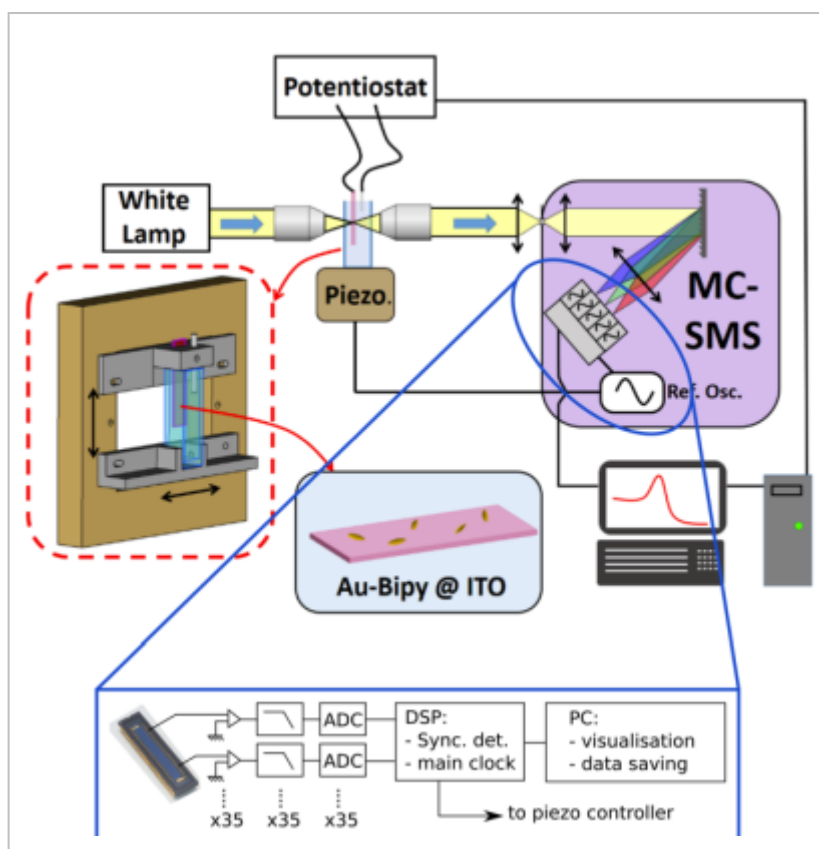 Potentiostat
White
Lamp
Piezo.
MC-
SMS
Ref. Osc.
Au-Bipy @ ITO
ADC
ADC
x35
x35
x35
DSP:
- Sync. det.
- main clock
PC:
- visualisation
- data saving
to piezo controller